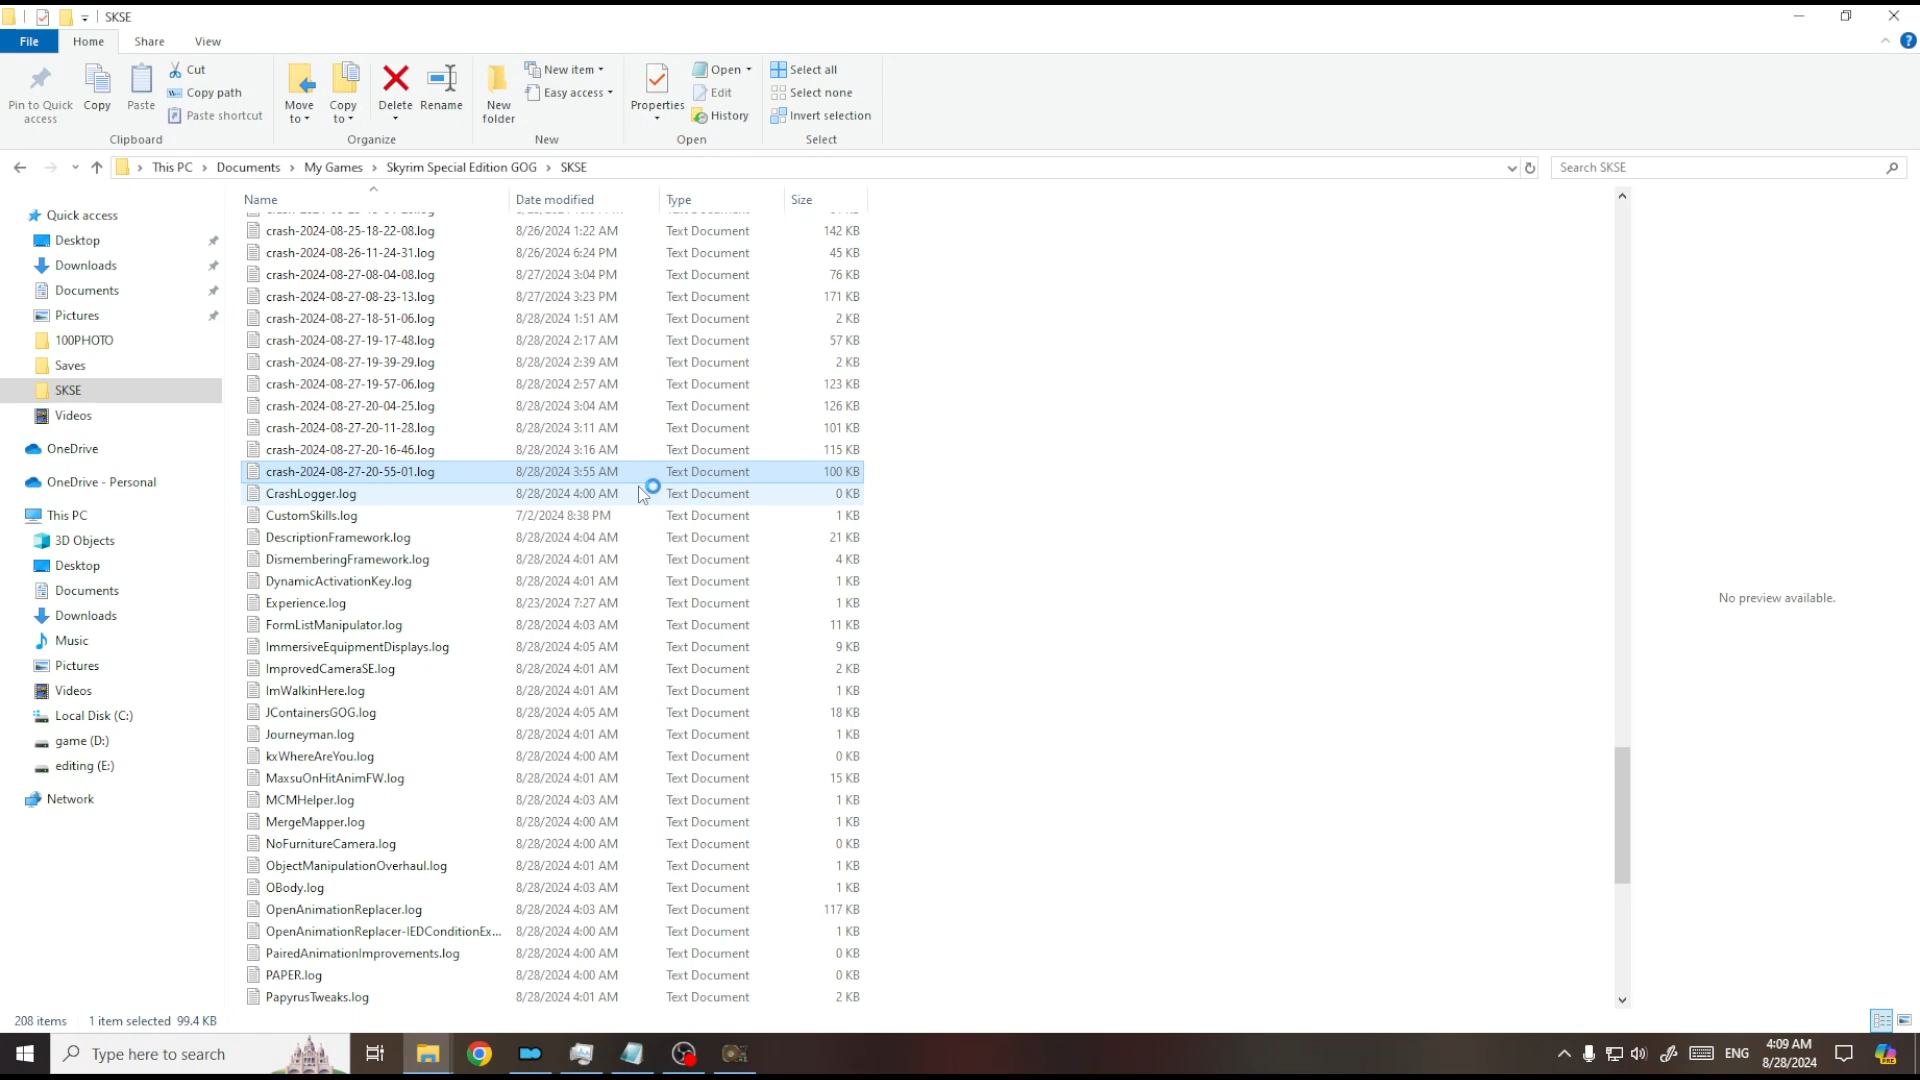 SKSE
File Home Share View
Pin to Quick access
Copy
Paste
Cut
Copy path
Paste shortcut
Clipboard
Move to
Copy to
Delete
Rename
Organize
New folder
New item
Easy access
New
Properties
Open
Edit
History
Open
Select all
Select none
Invert selection
Select
This PC > Documents > My Games > Skyrim Special Edition GOG > SKSE
Search SKSE
Quick access
Desktop
Downloads
Documents
Pictures
100PHOTO
Saves
SKSE
Videos
OneDrive
OneDrive - Personal
This PC
3D Objects
Desktop
Documents
Downloads
Music
Pictures
Videos
Local Disk (C:)
game (D:)
editing (E:)
Network
Name Date modified Type Size
crash-2024-08-25-18-22-08.log 8/26/2024 1:22 AM Text Document 142 KB
crash-2024-08-26-11-24-31.log 8/26/2024 6:24 PM Text Document 45 KB
crash-2024-08-27-08-04-08.log 8/27/2024 3:04 PM Text Document 76 KB
crash-2024-08-27-08-23-13.log 8/27/2024 3:23 PM Text Document 171 KB
crash-2024-08-27-18-51-06.log 8/28/2024 1:51 AM Text Document 2 KB
crash-2024-08-27-19-17-48.log 8/28/2024 2:17 AM Text Document 57 KB
crash-2024-08-27-19-39-29.log 8/28/2024 2:39 AM Text Document 2 KB
crash-2024-08-27-19-57-06.log 8/28/2024 2:57 AM Text Document 123 KB
crash-2024-08-27-20-04-25.log 8/28/2024 3:04 AM Text Document 126 KB
crash-2024-08-27-20-11-28.log 8/28/2024 3:11 AM Text Document 101 KB
crash-2024-08-27-20-16-46.log 8/28/2024 3:16 AM Text Document 115 KB
crash-2024-08-27-20-55-01.log 8/28/2024 3:55 AM Text Document 100 KB
CrashLogger.log 8/28/2024 4:00 AM Text Document 0 KB
CustomSkills.log 7/2/2024 8:38 PM Text Document 1 KB
DescriptionFramework.log 8/28/2024 4:04 AM Text Document 21 KB
DismemberingFramework.log 8/28/2024 4:01 AM Text Document 4 KB
DynamicActivationKey.log 8/28/2024 4:01 AM Text Document 1 KB
Experience.log 8/23/2024 7:27 AM Text Document 1 KB
FormListManipulator.log 8/28/2024 4:03 AM Text Document 11 KB
ImmersiveEquipmentDisplays.log 8/28/2024 4:05 AM Text Document 9 KB
ImprovedCameraSE.log 8/28/2024 4:01 AM Text Document 2 KB
ImWalkinHere.log 8/28/2024 4:01 AM Text Document 1 KB
JContainersGOG.log 8/28/2024 4:05 AM Text Document 18 KB
Journeyman.log 8/28/2024 4:01 AM Text Document 1 KB
kxWhereAreYou.log 8/28/2024 4:00 AM Text Document 0 KB
MaxsuOnHitAnimFW.log 8/28/2024 4:01 AM Text Document 15 KB
MCMHelper.log 8/28/2024 4:03 AM Text Document 1 KB
MergeMapper.log 8/28/2024 4:00 AM Text Document 1 KB
NoFurnitureCamera.log 8/28/2024 4:00 AM Text Document 0 KB
ObjectManipulationOverhaul.log 8/28/2024 4:01 AM Text Document 1 KB
OBody.log 8/28/2024 4:03 AM Text Document 1 KB
OpenAnimationReplacer.log 8/28/2024 4:03 AM Text Document 117 KB
OpenAnimationReplacer-IEDConditionEx... 8/28/2024 4:00 AM Text Document 1 KB
PairedAnimationImprovements.log 8/28/2024 4:00 AM Text Document 0 KB
PAPER.log 8/28/2024 4:00 AM Text Document 0 KB
PapyrusTweaks.log 8/28/2024 4:01 AM Text Document 2 KB
No preview available.
208 items 1 item selected 99.4 KB
Type here to search
ENG
4:09 AM
8/28/2024